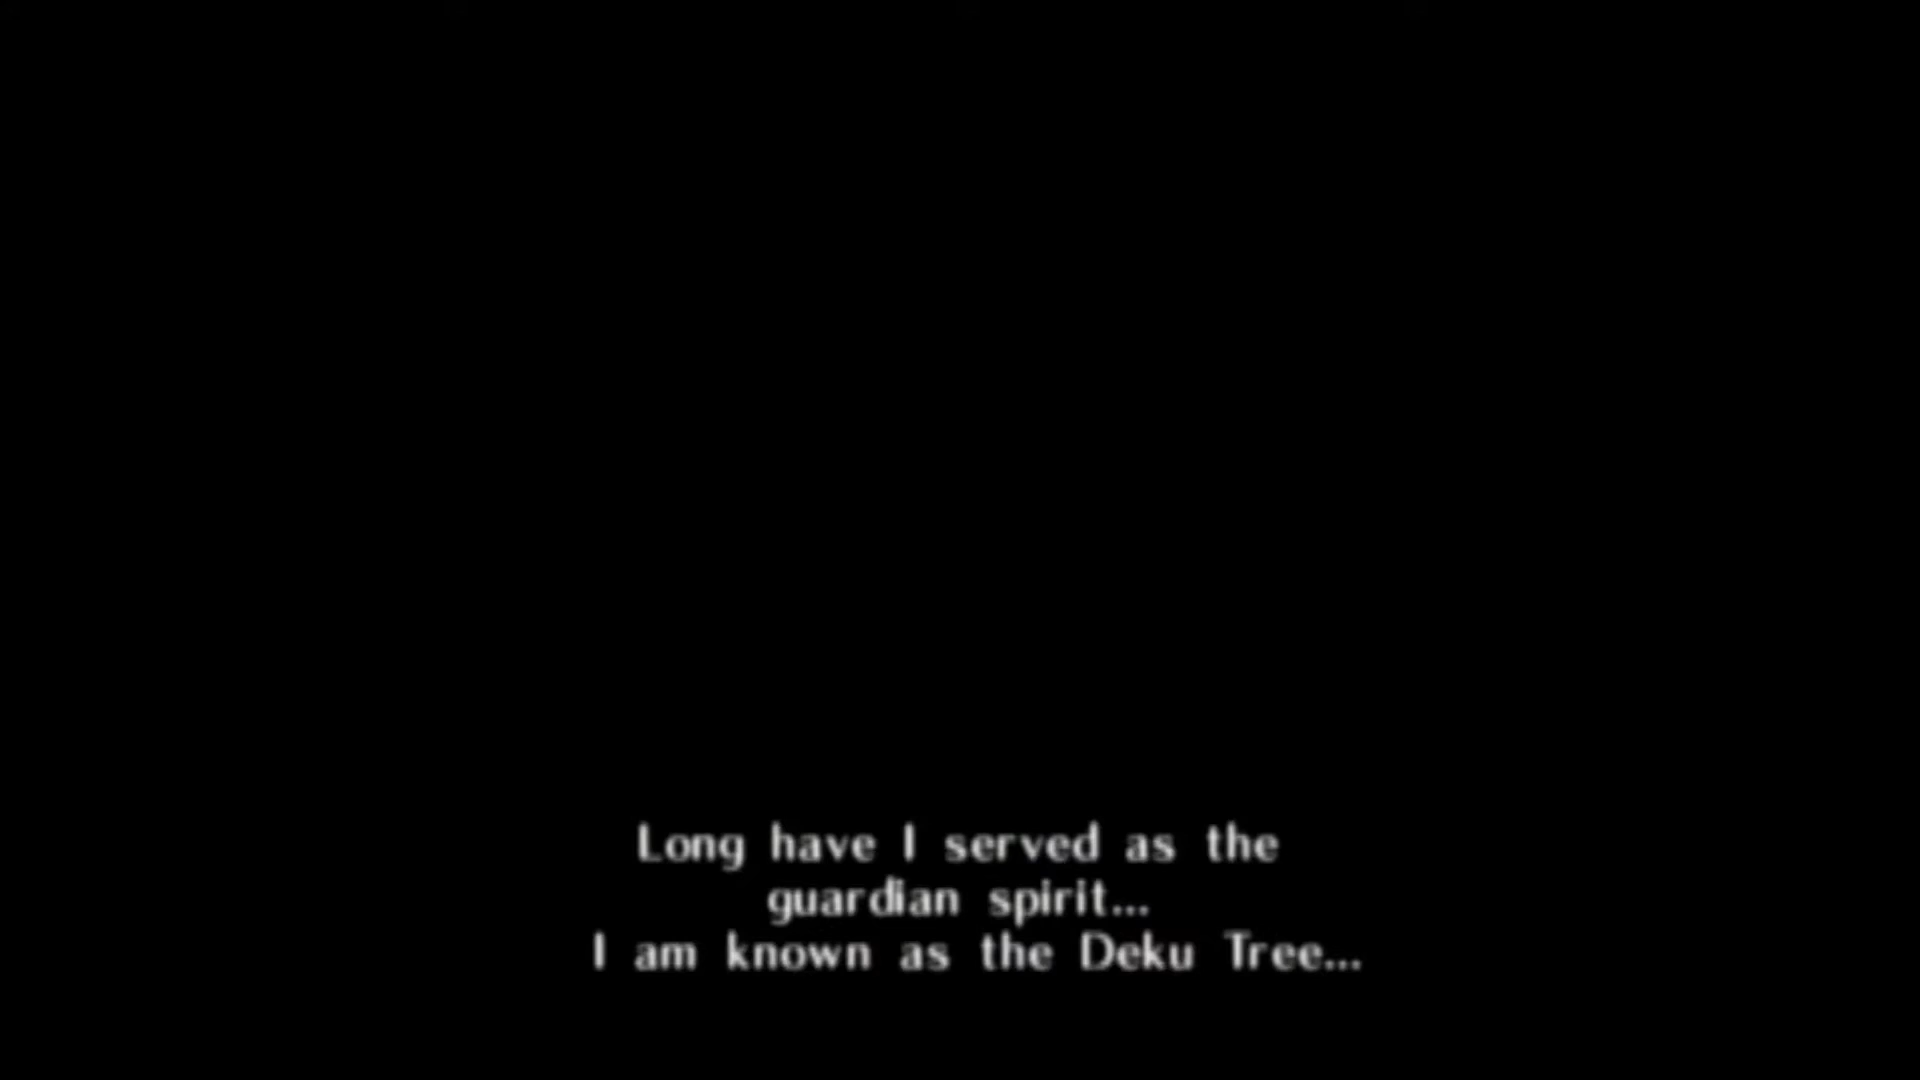 Long have I served as the
guardian spirit...
I am known as the Deku Tree...